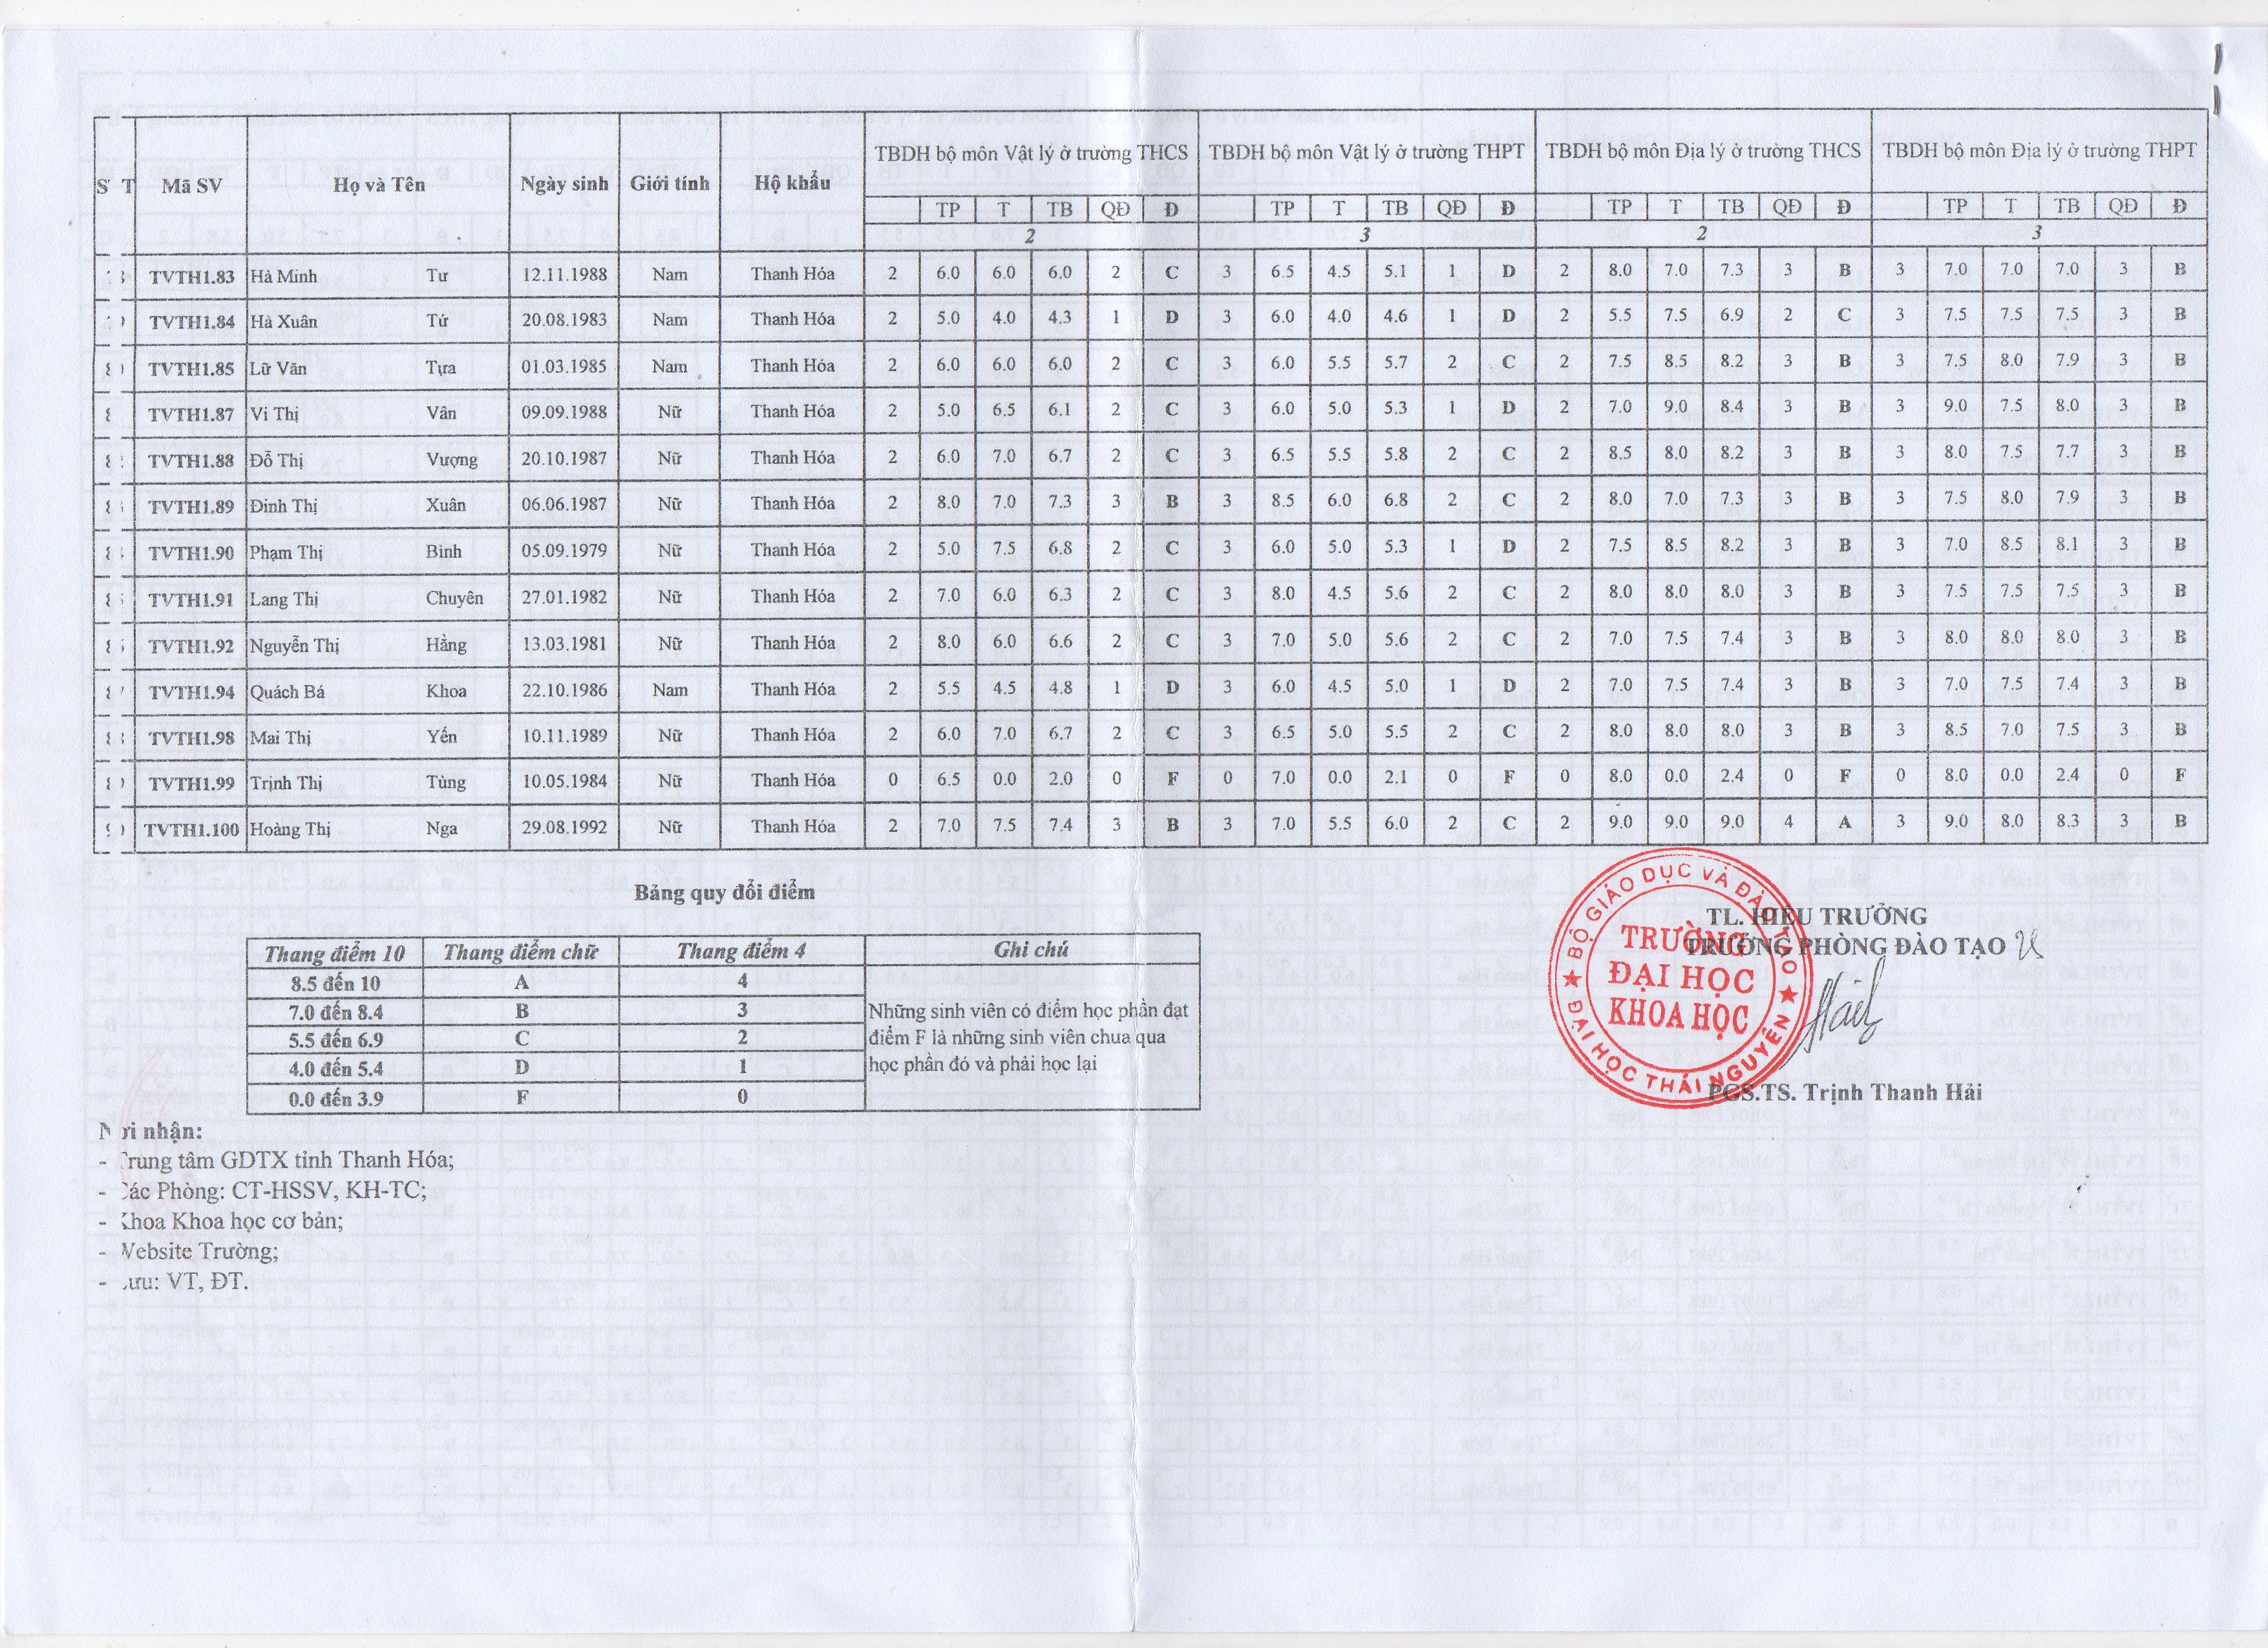 Mã SV Họ và Tên Ngày sinh Giới tính Hộ khẩu TBDH bộ môn Vật lý ở trường THCS TBDH bộ môn Vật lý ở trường THPT TBDH bộ môn Địa lý ở trường THCS TBDH bộ môn Địa lý ở trường THPT
TP T TB QĐ Đ TP T TB QĐ Đ TP T TB QĐ Đ TP T TB QĐ Đ
2 3 2 3
TVTH1.83 Hà Minh Tư 12.11.1988 Nam Thanh Hóa 2 6.0 6.0 6.0 2 C 3 6.5 4.5 5.1 1 D 2 8.0 7.0 7.3 3 B 3 7.0 7.0 7.0 3 B
TVTH1.84 Hà Xuân Tứ 20.08.1983 Nam Thanh Hóa 2 5.0 4.0 4.3 1 D 3 6.0 4.0 4.6 1 D 2 5.5 7.5 6.9 2 C 3 7.5 7.5 7.5 3 B
TVTH1.85 Lữ Văn Tựa 01.03.1985 Nam Thanh Hóa 2 6.0 6.0 6.0 2 C 3 6.0 5.5 5.7 2 C 2 7.5 8.5 8.2 3 B 3 7.5 8.0 7.9 3 B
TVTH1.87 Vi Thị Vân 09.09.1988 Nữ Thanh Hóa 2 5.0 6.5 6.1 2 C 3 6.0 5.0 5.3 1 D 2 7.0 9.0 8.4 3 B 3 9.0 7.5 8.0 3 B
TVTH1.88 Đỗ Thị Vượng 20.10.1987 Nữ Thanh Hóa 2 6.0 7.0 6.7 2 C 3 6.5 5.5 5.8 2 C 2 8.5 8.0 8.2 3 B 3 8.0 7.5 7.7 3 B
TVTH1.89 Đinh Thị Xuân 06.06.1987 Nữ Thanh Hóa 2 8.0 7.0 7.3 3 B 3 8.5 6.0 6.8 2 C 2 8.0 7.0 7.3 3 B 3 7.5 8.0 7.9 3 B
TVTH1.90 Phạm Thị Bình 05.09.1979 Nữ Thanh Hóa 2 5.0 7.5 6.8 2 C 3 6.0 5.0 5.3 1 D 2 7.5 8.5 8.2 3 B 3 7.0 8.5 8.1 3 B
TVTH1.91 Lang Thị Chuyên 27.01.1982 Nữ Thanh Hóa 2 7.0 6.0 6.3 2 C 3 8.0 4.5 5.6 2 C 2 8.0 8.0 8.0 3 B 3 7.5 7.5 7.5 3 B
TVTH1.92 Nguyễn Thị Hằng 13.03.1981 Nữ Thanh Hóa 2 8.0 6.0 6.6 2 C 3 7.0 5.0 5.6 2 C 2 7.0 7.5 7.4 3 B 3 8.0 8.0 8.0 3 B
TVTH1.94 Quách Bá Khoa 22.10.1986 Nam Thanh Hóa 2 5.5 4.5 4.8 1 D 3 6.0 4.5 5.0 1 D 2 7.0 7.5 7.4 3 B 3 7.0 7.5 7.4 3 B
TVTH1.98 Mai Thị Yến 10.11.1989 Nữ Thanh Hóa 2 6.0 7.0 6.7 2 C 3 6.5 5.0 5.5 2 C 2 8.0 8.0 8.0 3 B 3 8.5 7.0 7.5 3 B
TVTH1.99 Trịnh Thị Tùng 10.05.1984 Nữ Thanh Hóa 0 6.5 0.0 2.0 0 F 0 7.0 0.0 2.1 0 F 0 8.0 0.0 2.4 0 F 0 8.0 0.0 2.4 0 F
TVTH1.100 Hoàng Thị Nga 29.08.1992 Nữ Thanh Hóa 2 7.0 7.5 7.4 3 B 3 7.0 5.5 6.0 2 C 2 9.0 9.0 9.0 4 A 3 9.0 8.0 8.3 3 B
Bảng quy đổi điểm
Thang điểm 10 Thang điểm chữ Thang điểm 4 Ghi chú
8.5 đến 10 A 4
7.0 đến 8.4 B 3
5.5 đến 6.9 C 2
4.0 đến 5.4 D 1
0.0 đến 3.9 F 0
Những sinh viên có điểm học phần đạt
điểm F là những sinh viên chưa qua
học phần đó và phải học lại
TL. HIỆU TRƯỞNG
TRƯỞNG PHÒNG ĐÀO TẠO
BỘ GIÁO DỤC VÀ ĐÀO TẠO
TRƯỜNG
ĐẠI HỌC
KHOA HỌC
ĐẠI HỌC THÁI NGUYÊN
PGS.TS. Trịnh Thanh Hải
Nơi nhận:
- Trung tâm GDTX tỉnh Thanh Hóa;
- Các Phòng: CT-HSSV, KH-TC;
- Khoa Khoa học cơ bản;
- Website Trường;
- Lưu: VT, ĐT.